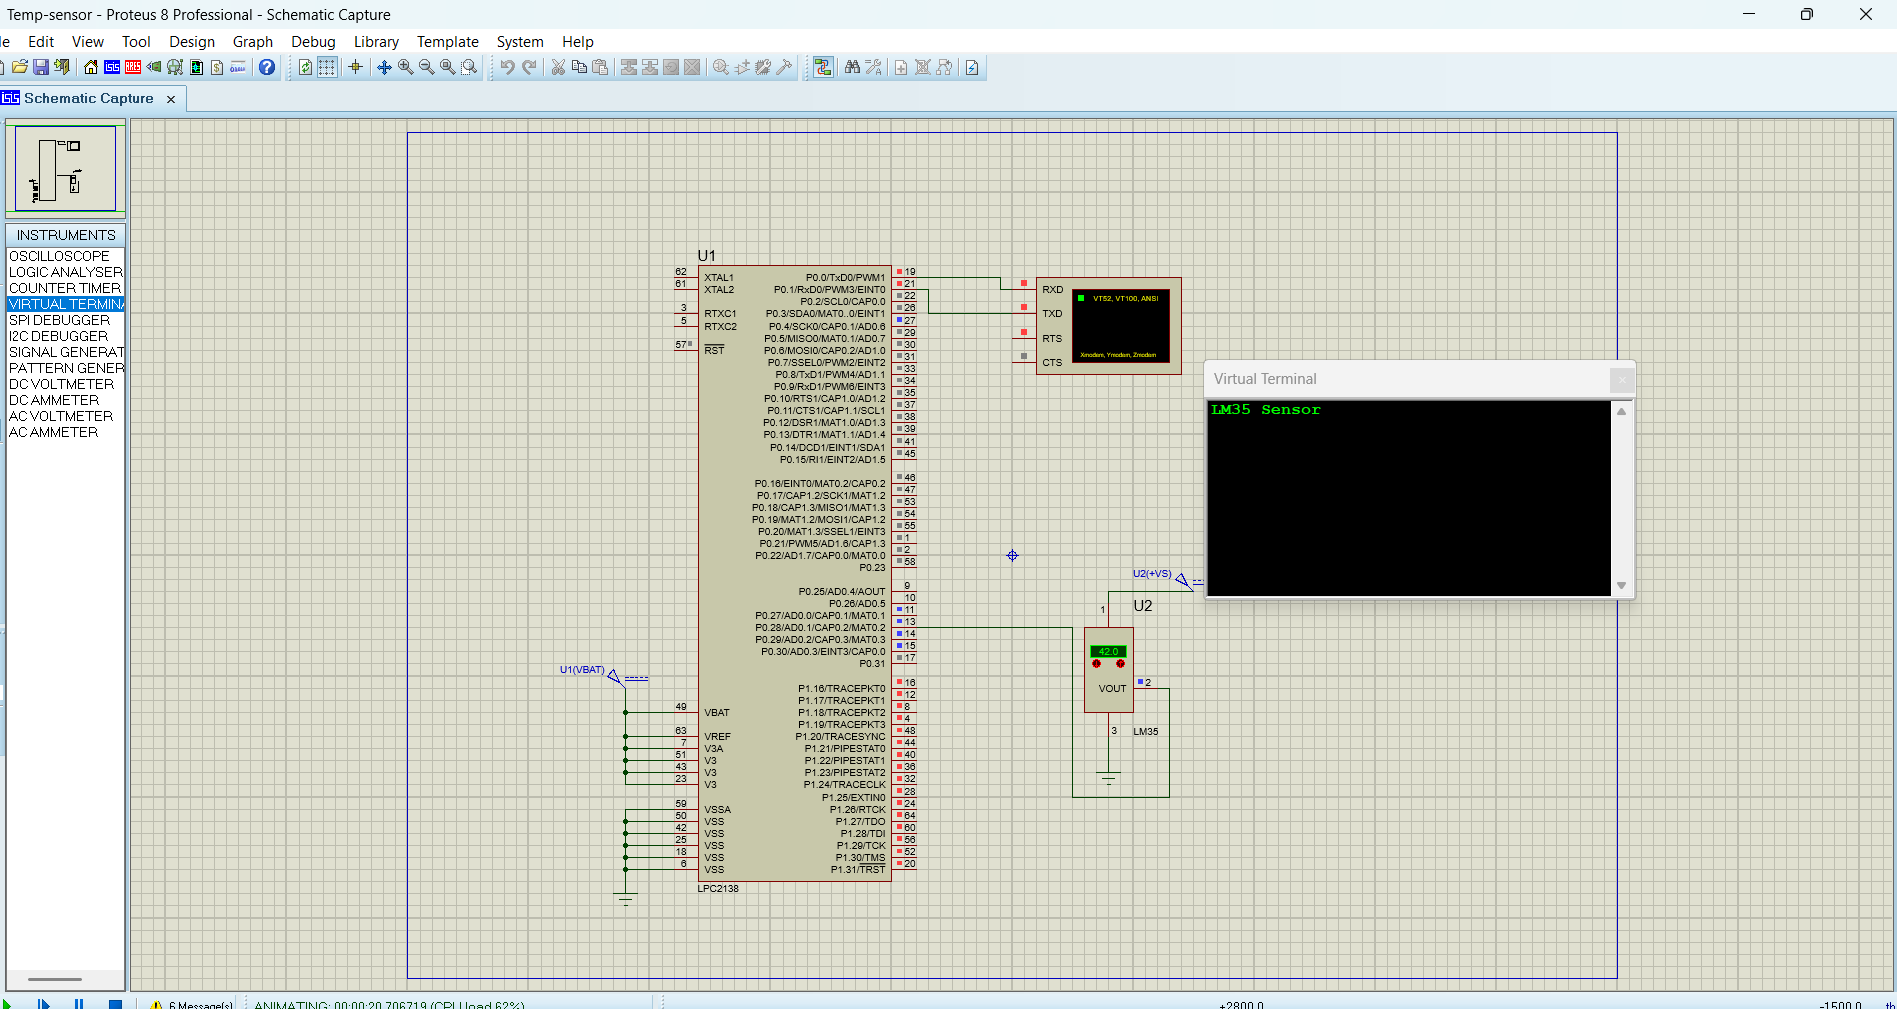 Temp-sensor - Proteus 8 Professional - Schematic Capture
le Edit View Tool Design Graph Debug Library Template System Help
Schematic Capture
INSTRUMENTS
OSCILLOSCOPE
LOGIC ANALYSER
COUNTER TIMER
VIRTUAL TERMINA
SPI DEBUGGER
I2C DEBUGGER
SIGNAL GENERAT
PATTERN GENER
DC VOLTMETER
DC AMMETER
AC VOLTMETER
AC AMMETER
U1
62 XTAL1 P0.0/TxD0/PWM1 19
61 XTAL2 P0.1/RxD0/PWM3/EINT0 21
P0.2/SCL0/CAP0.0 22
3 RTXC1 P0.3/SDA0/MAT0..0/EINT1 26
5 RTXC2 P0.4/SCK0/CAP0.1/AD0.6 27
P0.5/MISO0/MAT0.1/AD0.7 29
57 RST P0.6/MOSI0/CAP0.2/AD1.0 30
P0.7/SSEL0/PWM2/EINT2 31
P0.8/TxD1/PWM4/AD1.1 33
P0.9/RxD1/PWM6/EINT3 34
P0.10/RTS1/CAP1.0/AD1.2 35
P0.11/CTS1/CAP1.1/SCL1 37
P0.12/DSR1/MAT1.0/AD1.3 38
P0.13/DTR1/MAT1.1/AD1.4 39
P0.14/DCD1/EINT1/SDA1 41
P0.15/RI1/EINT2/AD1.5 45
P0.16/EINT0/MAT0.2/CAP0.2 46
P0.17/CAP1.2/SCK1/MAT1.2 47
P0.18/CAP1.3/MISO1/MAT1.3 53
P0.19/MAT1.2/MOSI1/CAP1.2 54
P0.20/MAT1.3/SSEL1/EINT3 55
P0.21/PWM5/AD1.6/CAP1.3 1
P0.22/AD1.7/CAP0.0/MAT0.0 2
P0.23 58
P0.25/AD0.4/AOUT 9
P0.26/AD0.5 10
P0.27/AD0.0/CAP0.1/MAT0.1 11
P0.28/AD0.1/CAP0.2/MAT0.2 13
P0.29/AD0.2/CAP0.3/MAT0.3 14
P0.30/AD0.3/EINT3/CAP0.0 15
P0.31 17
P1.16/TRACEPKT0 16
P1.17/TRACEPKT1 12
49 VBAT P1.18/TRACEPKT2 8
P1.19/TRACEPKT3 4
63 VREF P1.20/TRACESYNC 48
7 V3A P1.21/PIPESTAT0 44
51 V3 P1.22/PIPESTAT1 40
43 V3 P1.23/PIPESTAT2 36
23 V3 P1.24/TRACECLK 32
P1.25/EXTIN0 28
59 VSSA P1.26/RTCK 24
50 VSS P1.27/TDO 64
42 VSS P1.28/TDI 60
25 VSS P1.29/TCK 56
18 VSS P1.30/TMS 52
6 VSS P1.31/TRST 20
LPC2138
U1(VBAT)
RXD
TXD
RTS
CTS
VT52, VT100, ANSI
Xmodem, Ymodem, Zmodem
Virtual Terminal
LM35 Sensor
U2(+VS)
1 U2
42.0
VOUT 2
3 LM35
6 Message(s) ANIMATING: 00:00:20.706719 (CPU load 62%) +2800.0 -1500.0 th